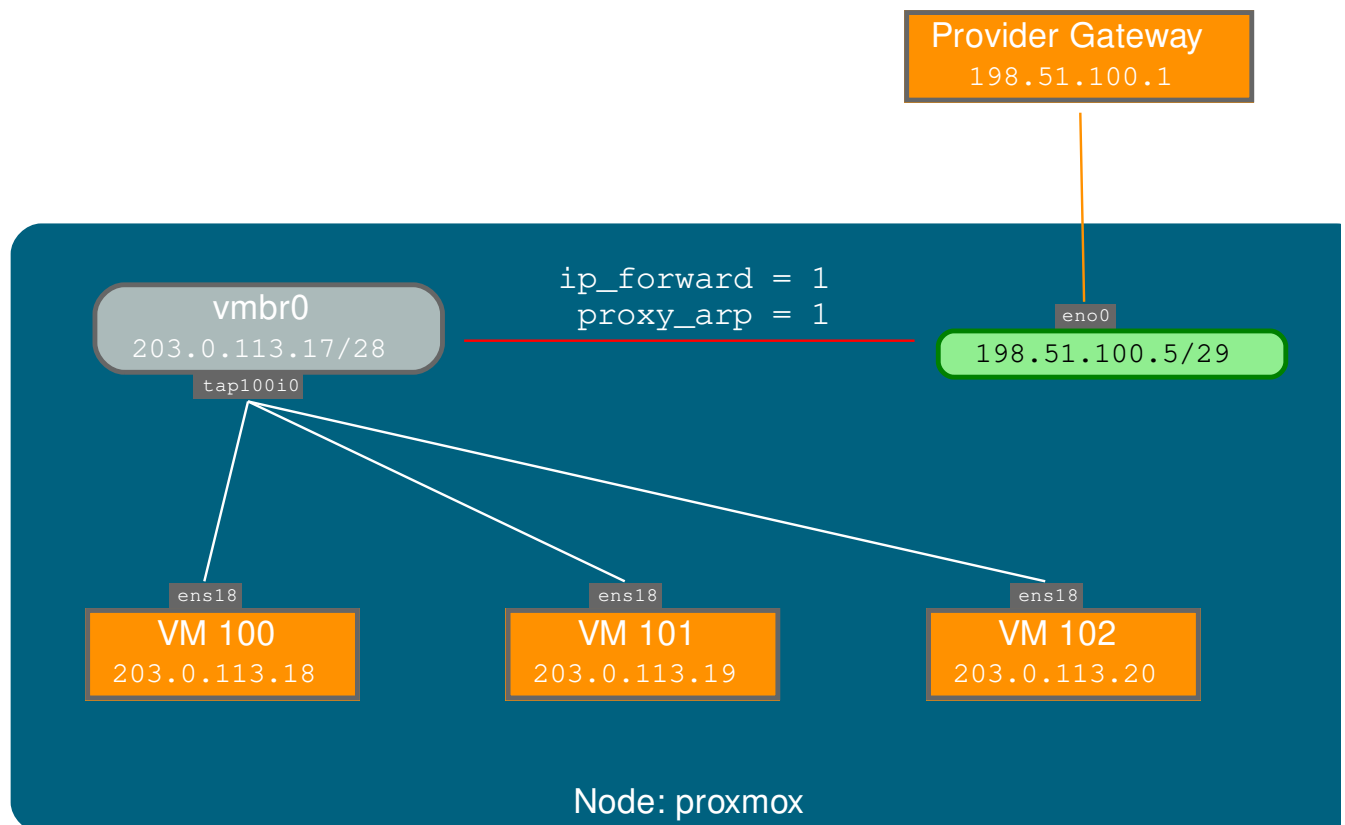 Provider Gateway
198.51.100.1
ip_forward = 1
proxy_arp = 1
vmbr0
203.0.113.17/28
tap100i0
eno0
198.51.100.5/29
ens18
VM 100
203.0.113.18
ens18
VM 101
203.0.113.19
ens18
VM 102
203.0.113.20
Node: proxmox